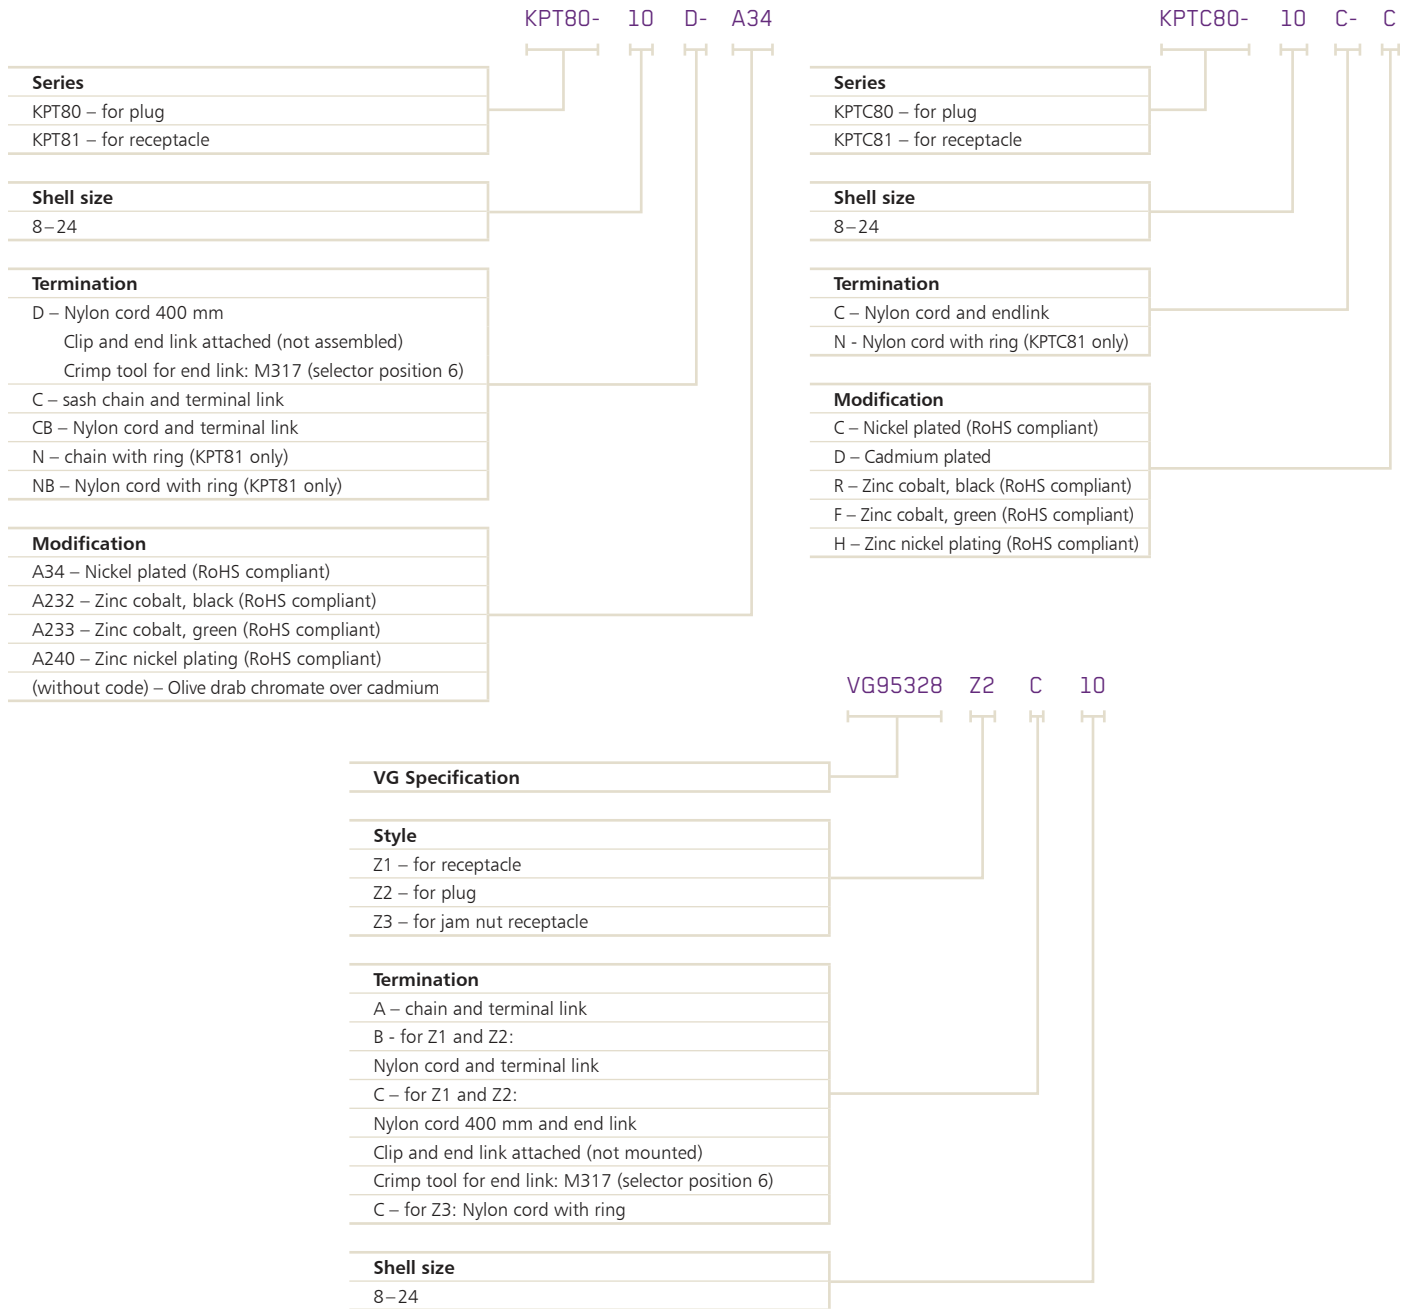 KPT80- 10 D- A34
Series
KPT80 – for plug
KPT81 – for receptacle
Shell size
8–24
Termination
D – Nylon cord 400 mm
Clip and end link attached (not assembled)
Crimp tool for end link: M317 (selector position 6)
C – sash chain and terminal link
CB – Nylon cord and terminal link
N – chain with ring (KPT81 only)
NB – Nylon cord with ring (KPT81 only)
Modification
A34 – Nickel plated (RoHS compliant)
A232 – Zinc cobalt, black (RoHS compliant)
A233 – Zinc cobalt, green (RoHS compliant)
A240 – Zinc nickel plating (RoHS compliant)
(without code) – Olive drab chromate over cadmium
KPTC80- 10 C- C
Series
KPTC80 – for plug
KPTC81 – for receptacle
Shell size
8–24
Termination
C – Nylon cord and endlink
N - Nylon cord with ring (KPTC81 only)
Modification
C – Nickel plated (RoHS compliant)
D – Cadmium plated
R – Zinc cobalt, black (RoHS compliant)
F – Zinc cobalt, green (RoHS compliant)
H – Zinc nickel plating (RoHS compliant)
VG95328 Z2 C 10
VG Specification
Style
Z1 – for receptacle
Z2 – for plug
Z3 – for jam nut receptacle
Termination
A – chain and terminal link
B - for Z1 and Z2:
Nylon cord and terminal link
C – for Z1 and Z2:
Nylon cord 400 mm and end link
Clip and end link attached (not mounted)
Crimp tool for end link: M317 (selector position 6)
C – for Z3: Nylon cord with ring
Shell size
8–24